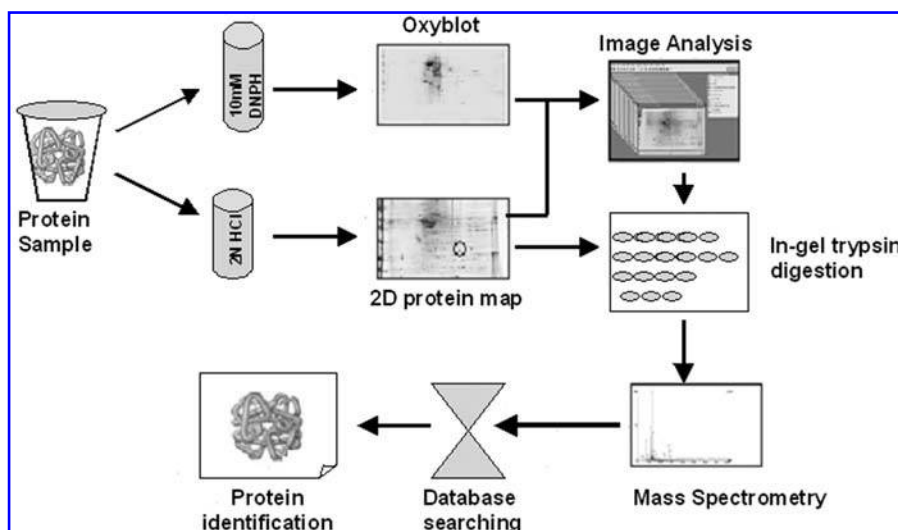 Oxyblot
Image Analysis
10mM
DNPH
Protein
Sample
2N HCl
2D protein map
In-gel trypsin
digestion
Protein
identification
Database
searching
Mass Spectrometry